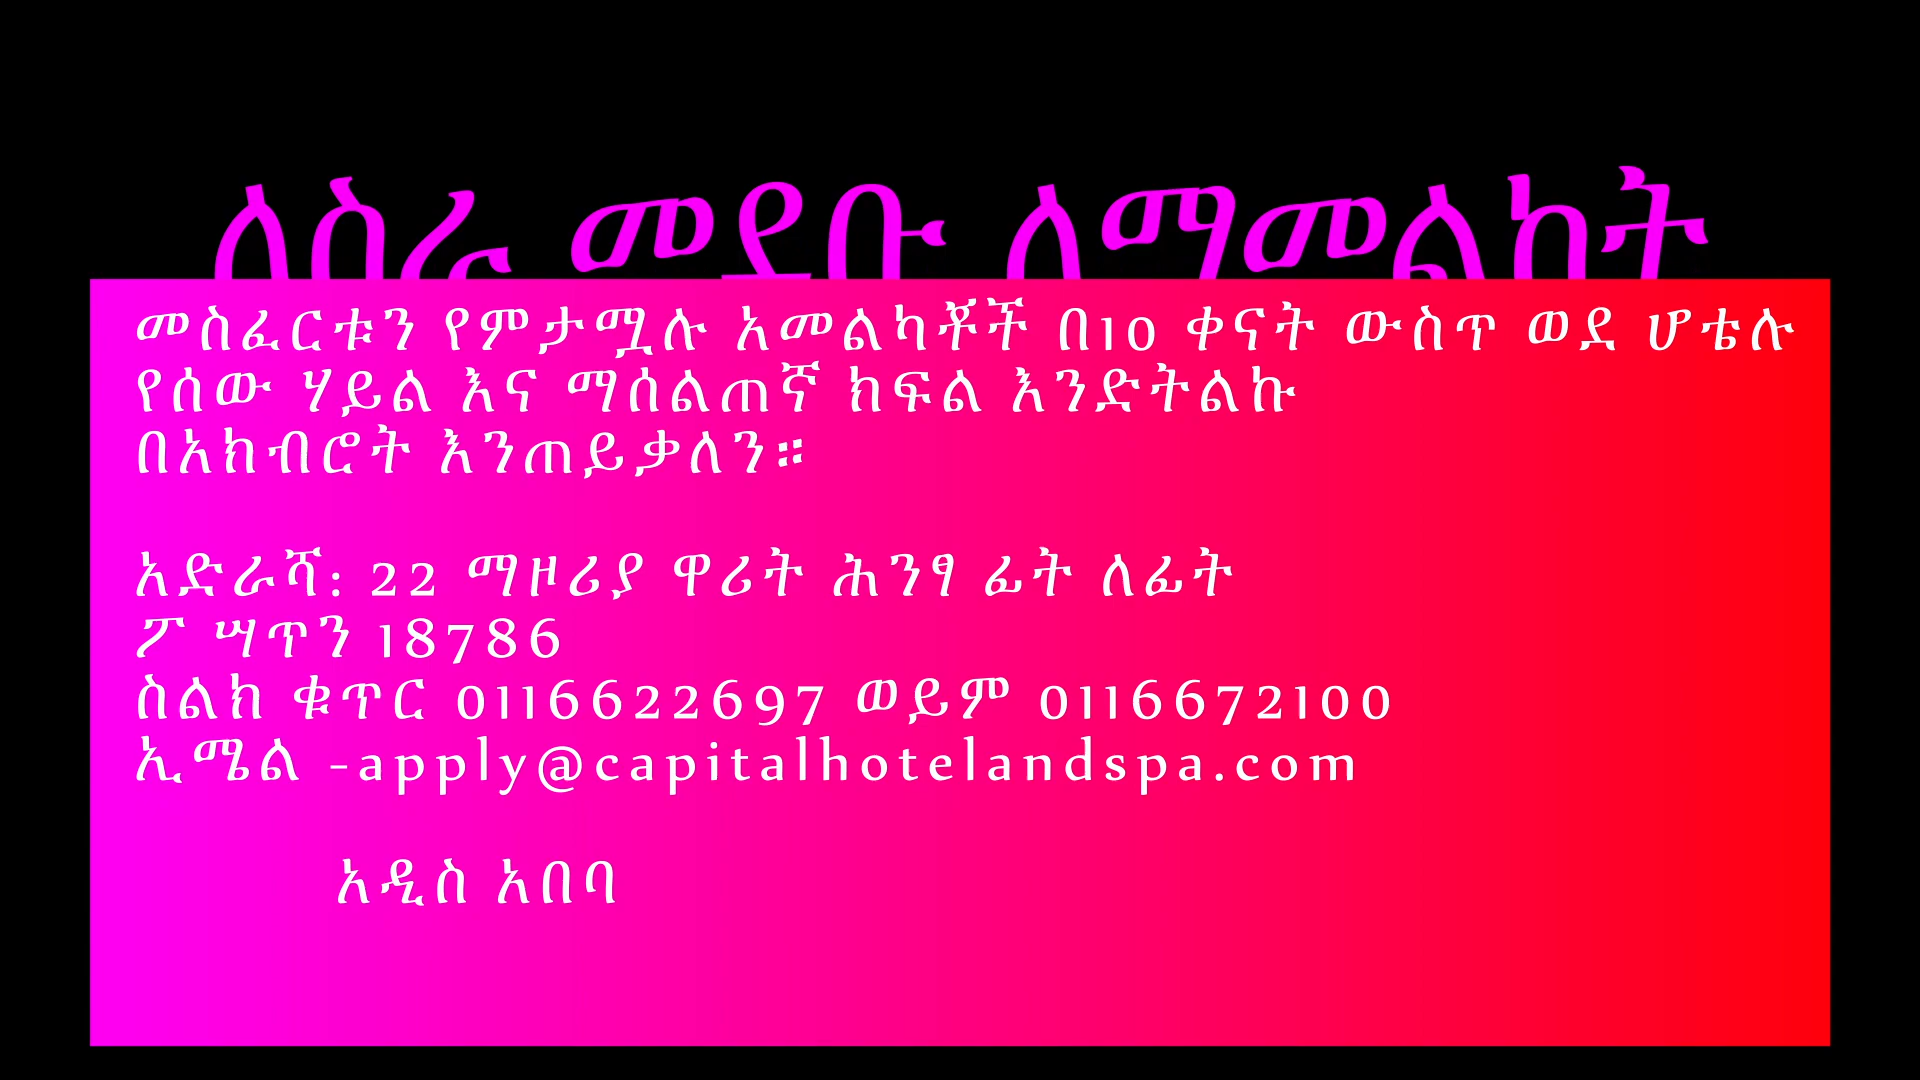 ለስራ መደቡ ለማመልከት
መስፈርቱን የምታሟሉ አመልካቾች በ10 ቀናት ውስጥ ወደ ሆቴሉ
የሰው ሃይል እና ማሰልጠኛ ክፍል እንድትልኩ
በአክብሮት እንጠይቃለን።
አድራሻ: 22 ማዞሪያ ዋሪት ሕንፃ ፊት ለፊት
ፖ ሣጥን 18786
ስልክ ቁጥር 0116622697 ወይም 0116672100
ኢሜል -apply@capitalhotelandspa.com
አዲስ አበባ